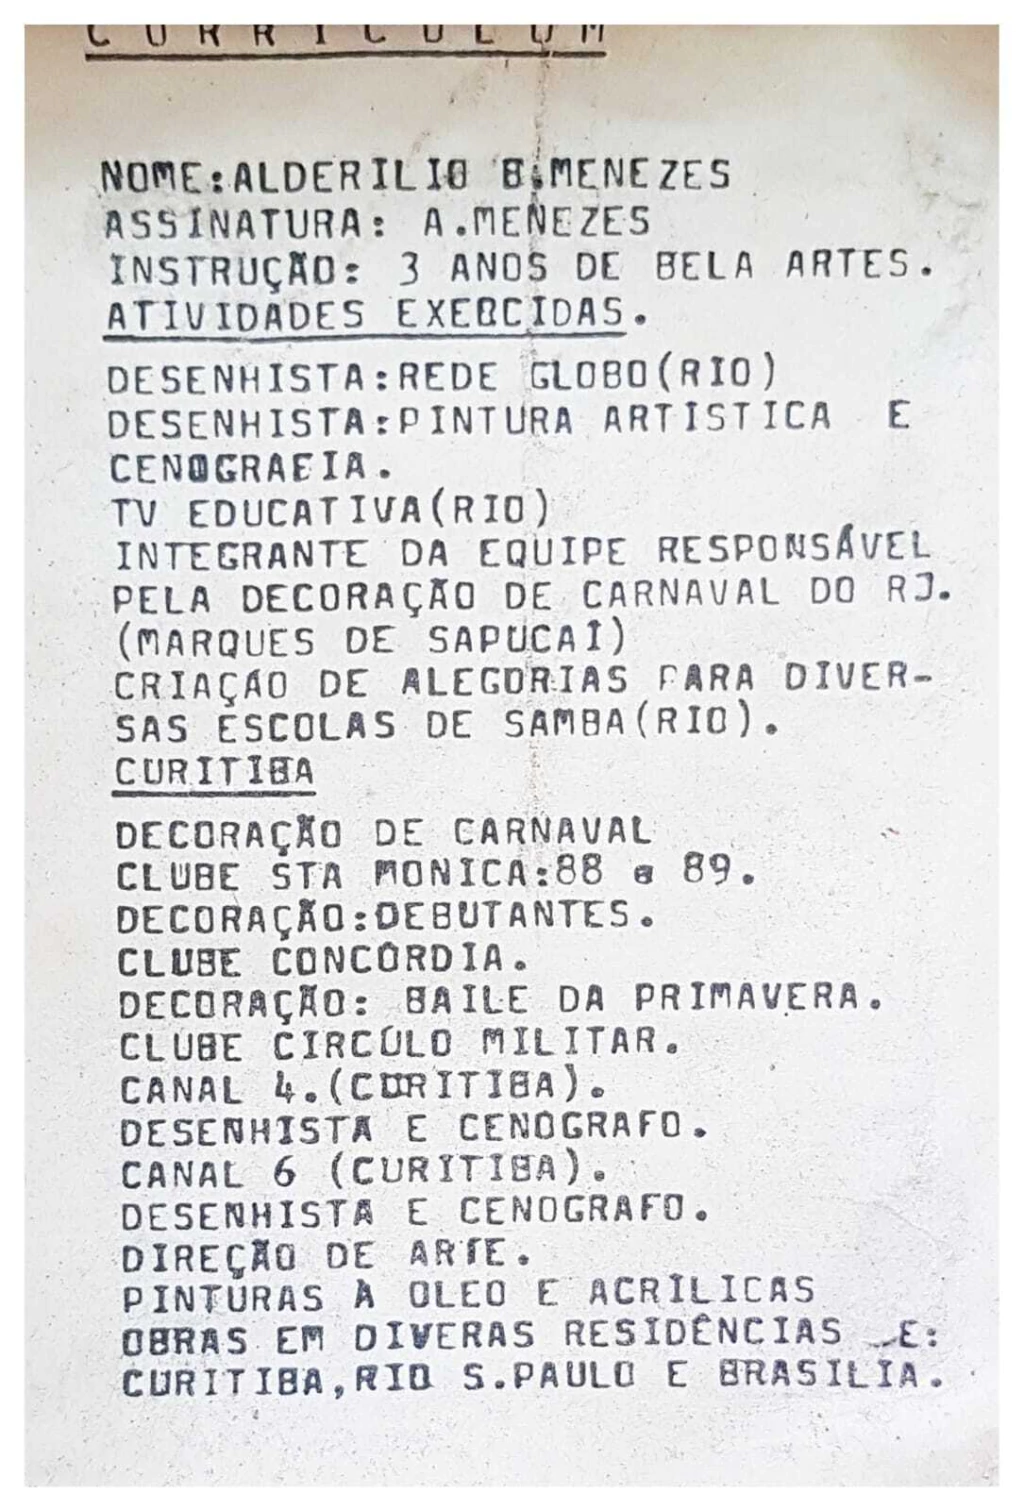 CURRICULUM
NOME:ALDERILIO B.MENEZES
ASSINATURA: A.MENEZES
INSTRUÇÃO: 3 ANOS DE BELA ARTES.
ATIVIDADES EXERCIDAS.
DESENHISTA:REDE GLOBO(RIO)
DESENHISTA:PINTURA ARTISTICA E
CENOGRAFIA.
TV EDUCATIVA(RIO)
INTEGRANTE DA EQUIPE RESPONSÁVEL
PELA DECORAÇÃO DE CARNAVAL DO RJ.
(MARQUES DE SAPUCAÍ)
CRIAÇÃO DE ALEGORIAS PARA DIVER-
SAS ESCOLAS DE SAMBA(RIO).
CURITIBA
DECORAÇÃO DE CARNAVAL
CLUBE STA MONICA:88 e 89.
DECORAÇÃO:DEBUTANTES.
CLUBE CONCÓRDIA.
DECORAÇÃO: BAILE DA PRIMAVERA.
CLUBE CIRCÚLO MILITAR.
CANAL 4.(CURITIBA).
DESENHISTA E CENÓGRAFO.
CANAL 6 (CURITIBA).
DESENHISTA E CENOGRAFO.
DIREÇÃO DE ARTE.
PINTURAS À OLEO E ACRÍLICAS
OBRAS EM DIVERAS RESIDÊNCIAS E:
CURITIBA,RIO S.PAULO E BRASILIA.